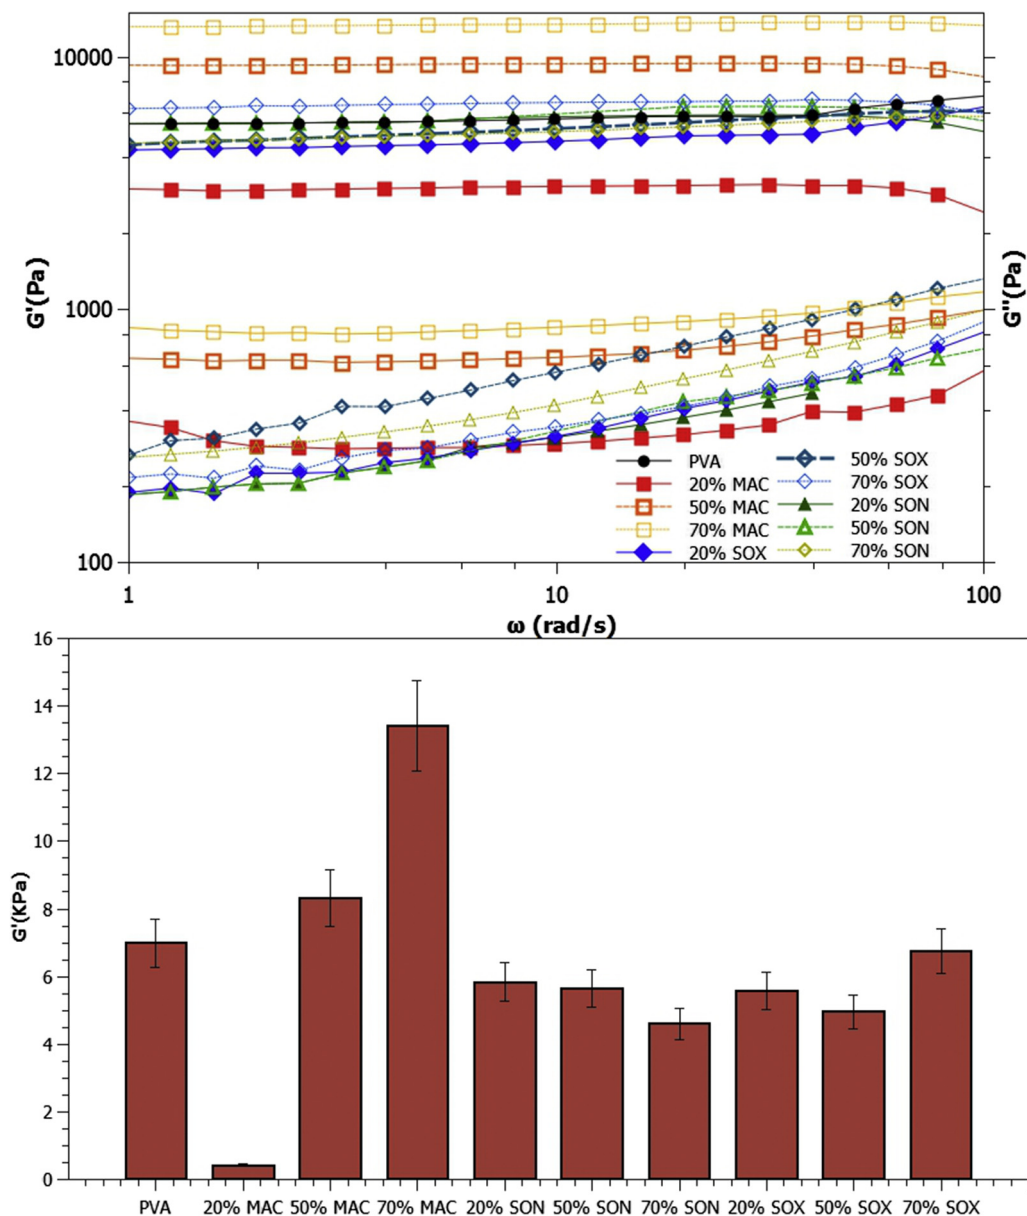 10000
1000
100
G'(Pa)
G"(Pa)
PVA
20% MAC
50% MAC
70% MAC
20% SOX
50% SOX
70% SOX
20% SON
50% SON
70% SON
1 10 100
ω (rad/s)
16
14
12
10
8
6
4
2
0
G'(KPa)
PVA 20% MAC 50% MAC 70% MAC 20% SON 50% SON 70% SON 20% SOX 50% SOX 70% SOX